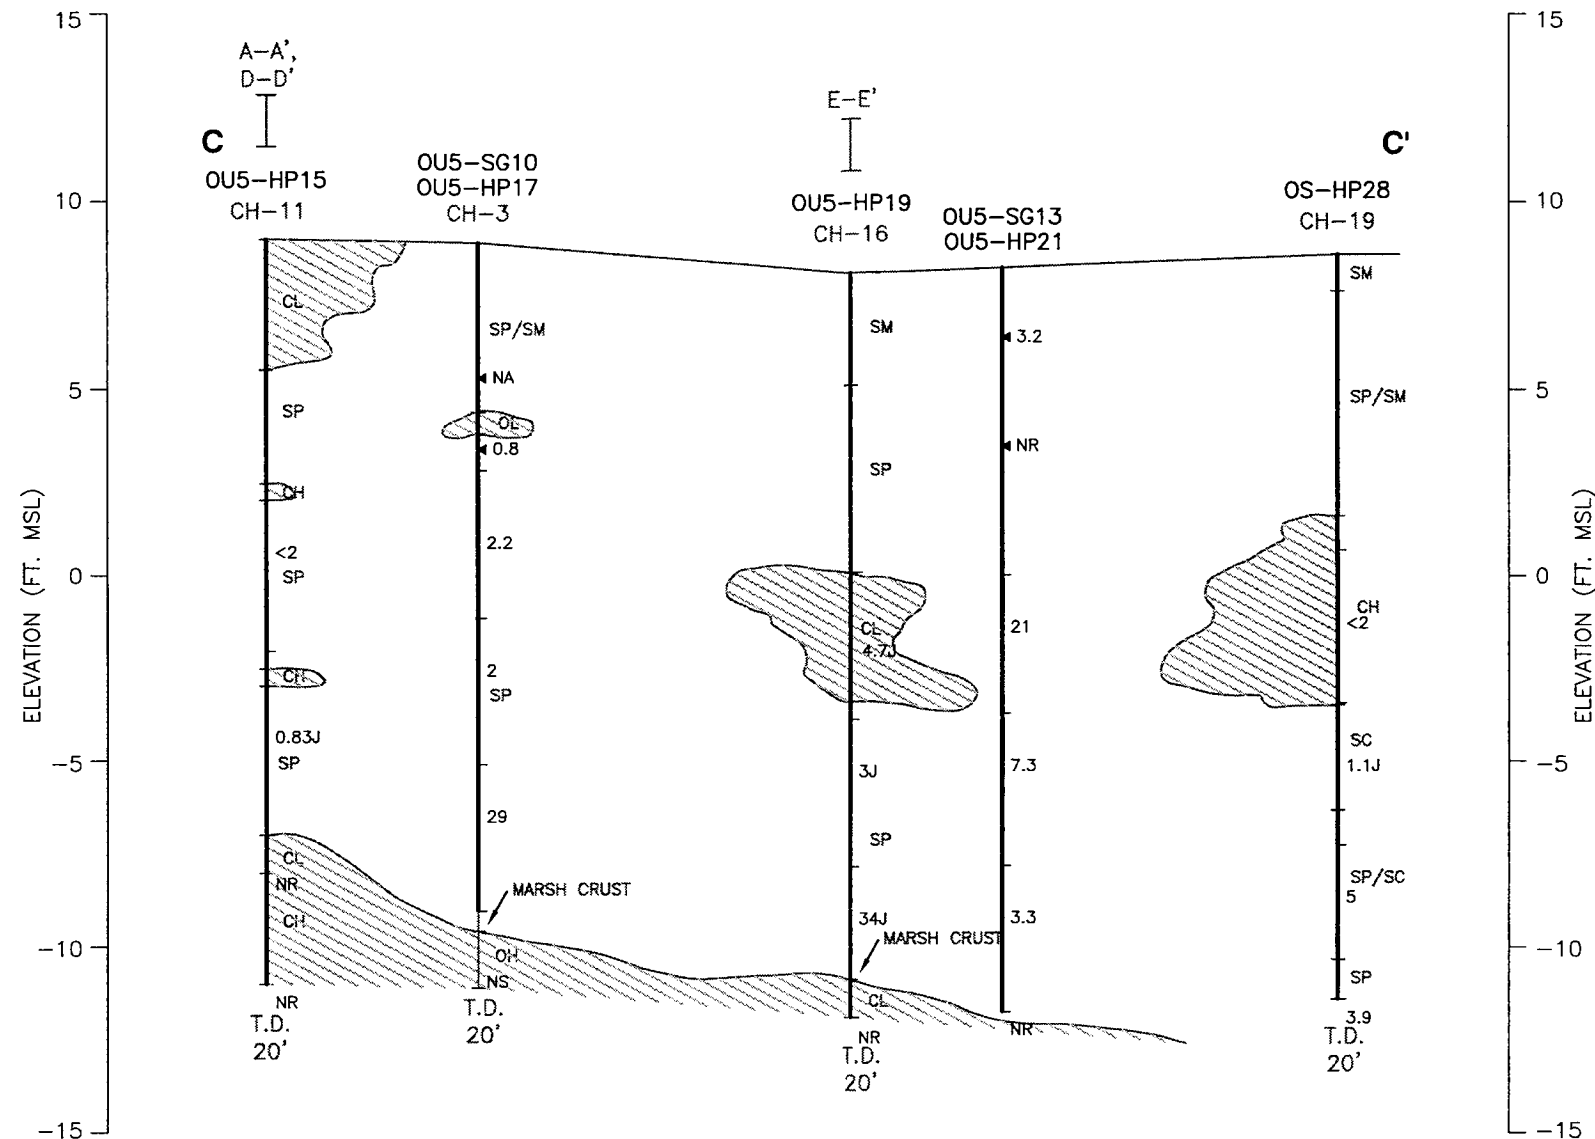 15
15
A-A',
D-D'
E-E'
C
C'
OU5-HP15
CH-11
OU5-SG10
OU5-HP17
CH-3
OU5-HP19
CH-16
OU5-SG13
OU5-HP21
OS-HP28
CH-19
10
10
5
5
0
0
-5
-5
-10
-10
-15
-15
ELEVATION (FT. MSL)
ELEVATION (FT. MSL)
CL
SP
CH
<2
SP
CH
0.83J
SP
CL
NR
CH
NR
T.D.
20'
SP/SM
NA
OL
0.8
2.2
2
SP
29
MARSH CRUST
OH
NS
T.D.
20'
SM
SP
CL
4.7J
3J
SP
34J
MARSH CRUST
CL
NR
T.D.
20'
3.2
NR
21
7.3
3.3
NR
SM
SP/SM
CH
<2
SC
1.1J
SP/SC
5
SP
3.9
T.D.
20'